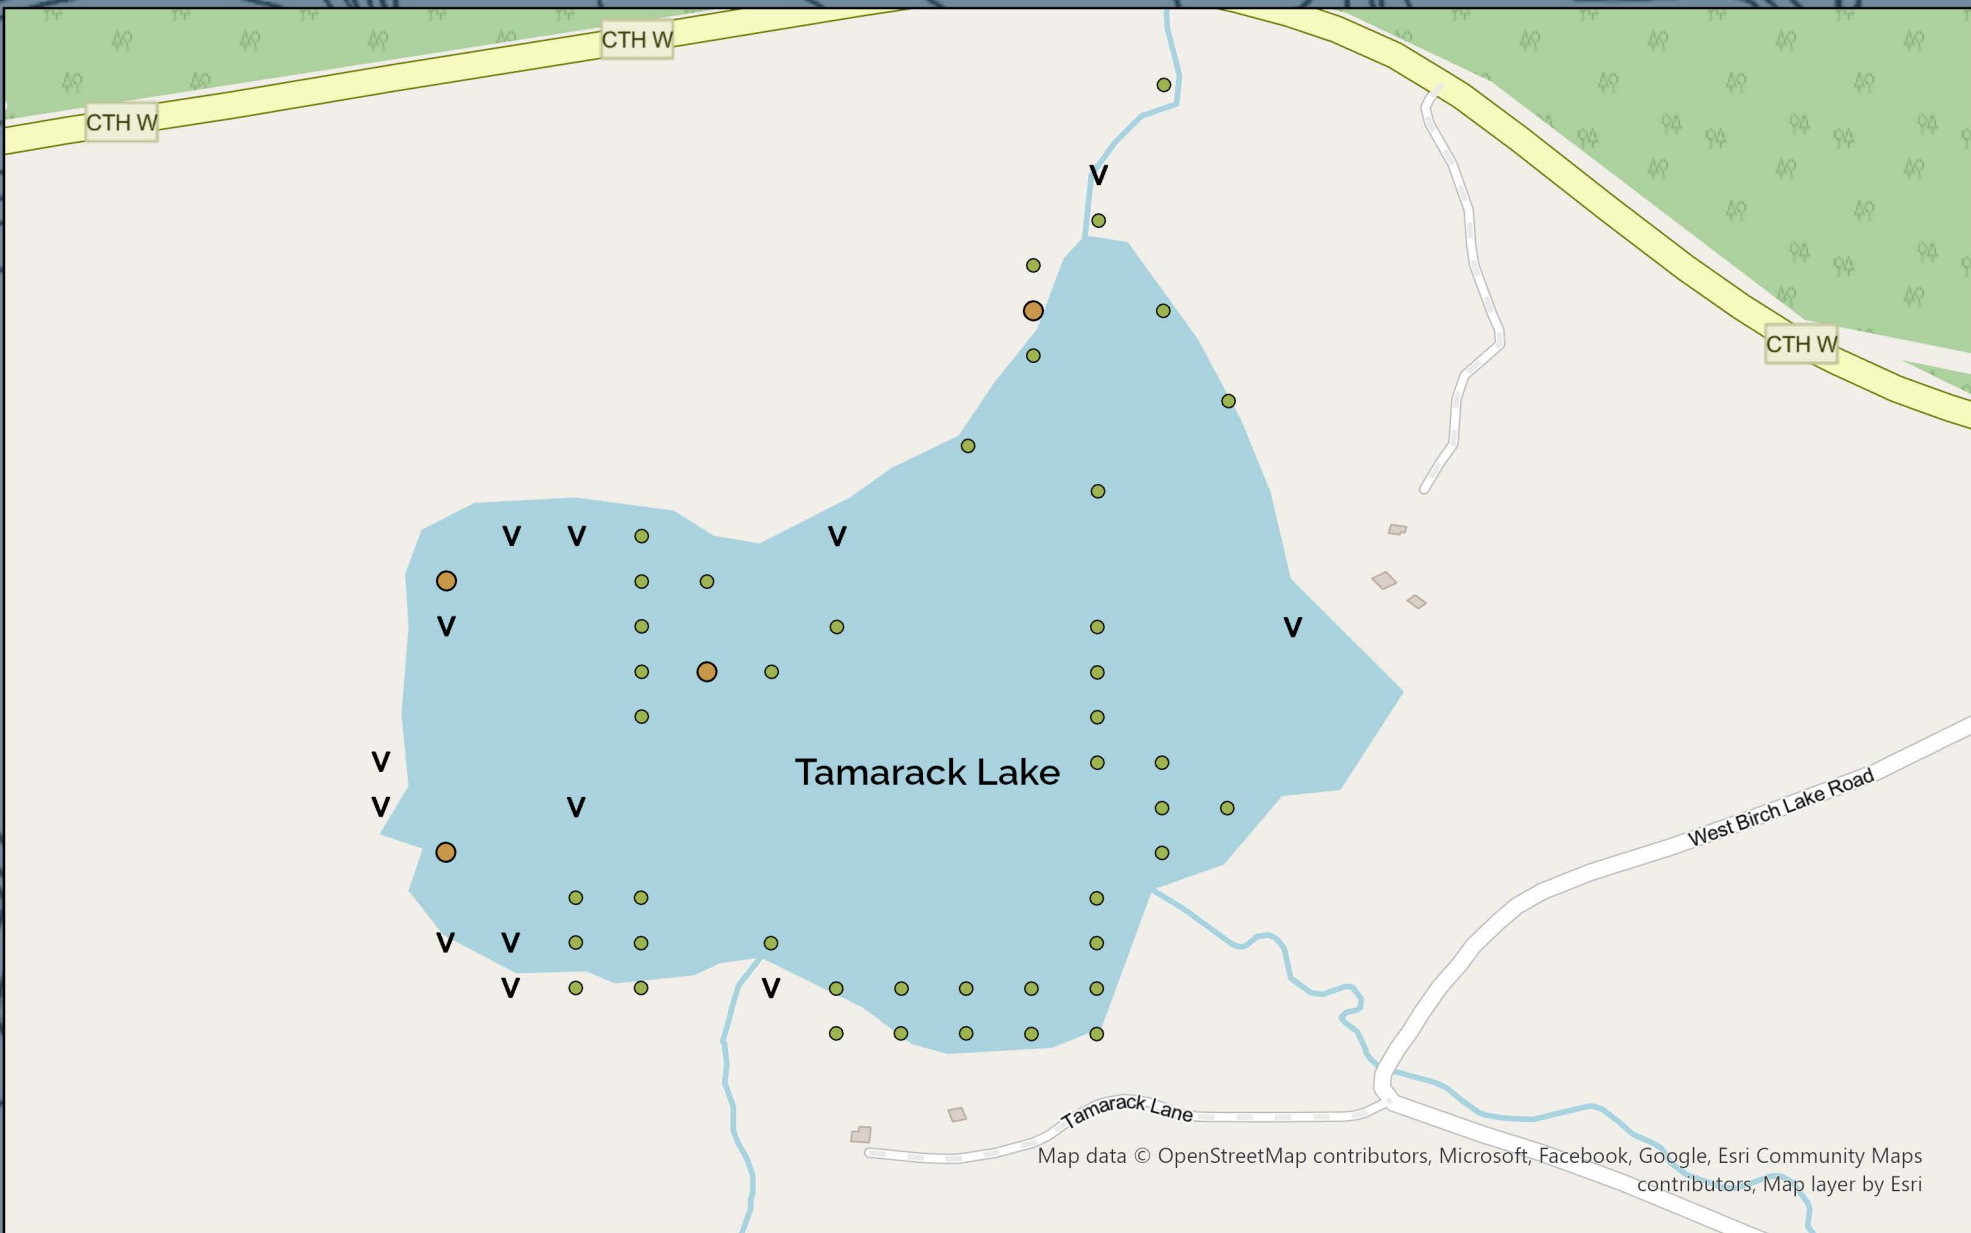 CTH W
CTH W
V
CTH W
V V V
V V
V
V V
Tamarack Lake
West Birch Lake Road
V V
V V
Tamarack Lane
Map data © OpenStreetMap contributors, Microsoft, Facebook, Google, Esri Community Maps
contributors, Map layer by Esri